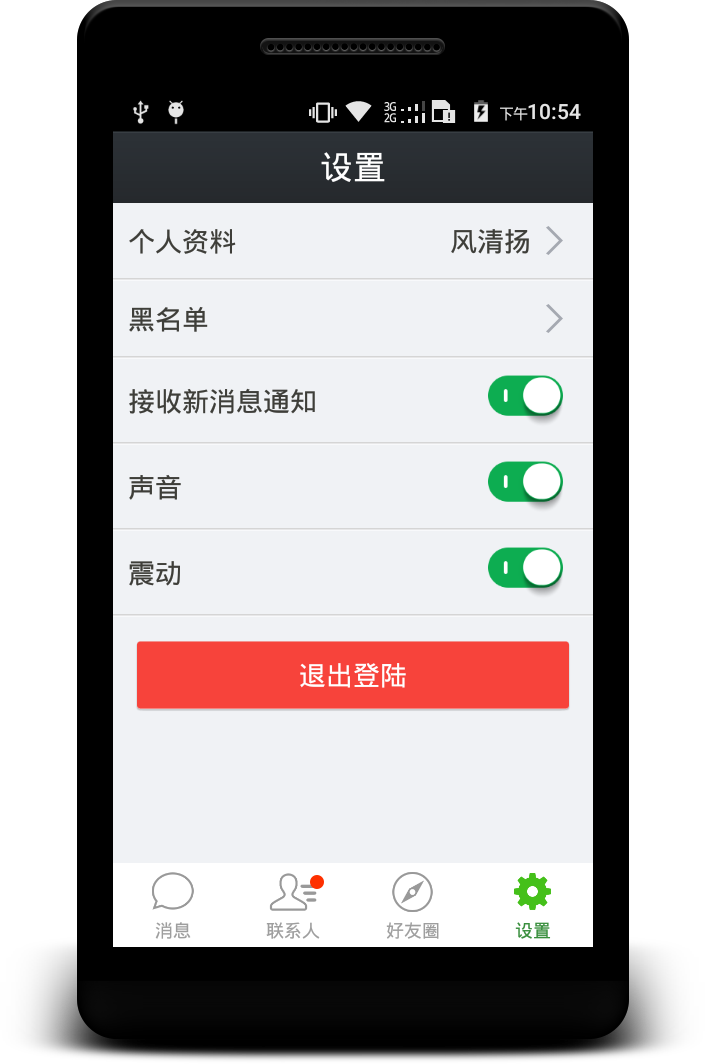 3G
2G
下午10:54
设置
个人资料 风清扬
黑名单
接收新消息通知
声音
震动
退出登陆
消息 联系人 好友圈 设置